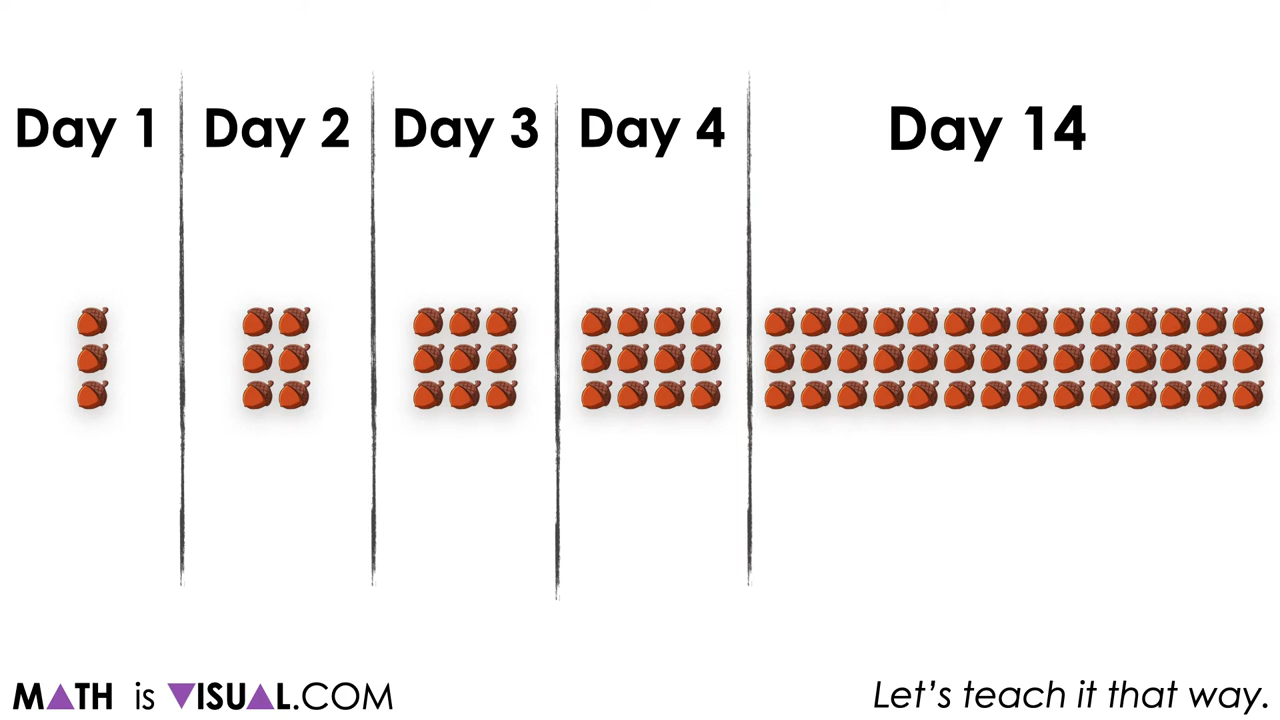 Day 1
Day 2
Day 3
Day 4
Day 14
MATH is VISUAL.COM
Let's teach it that way.